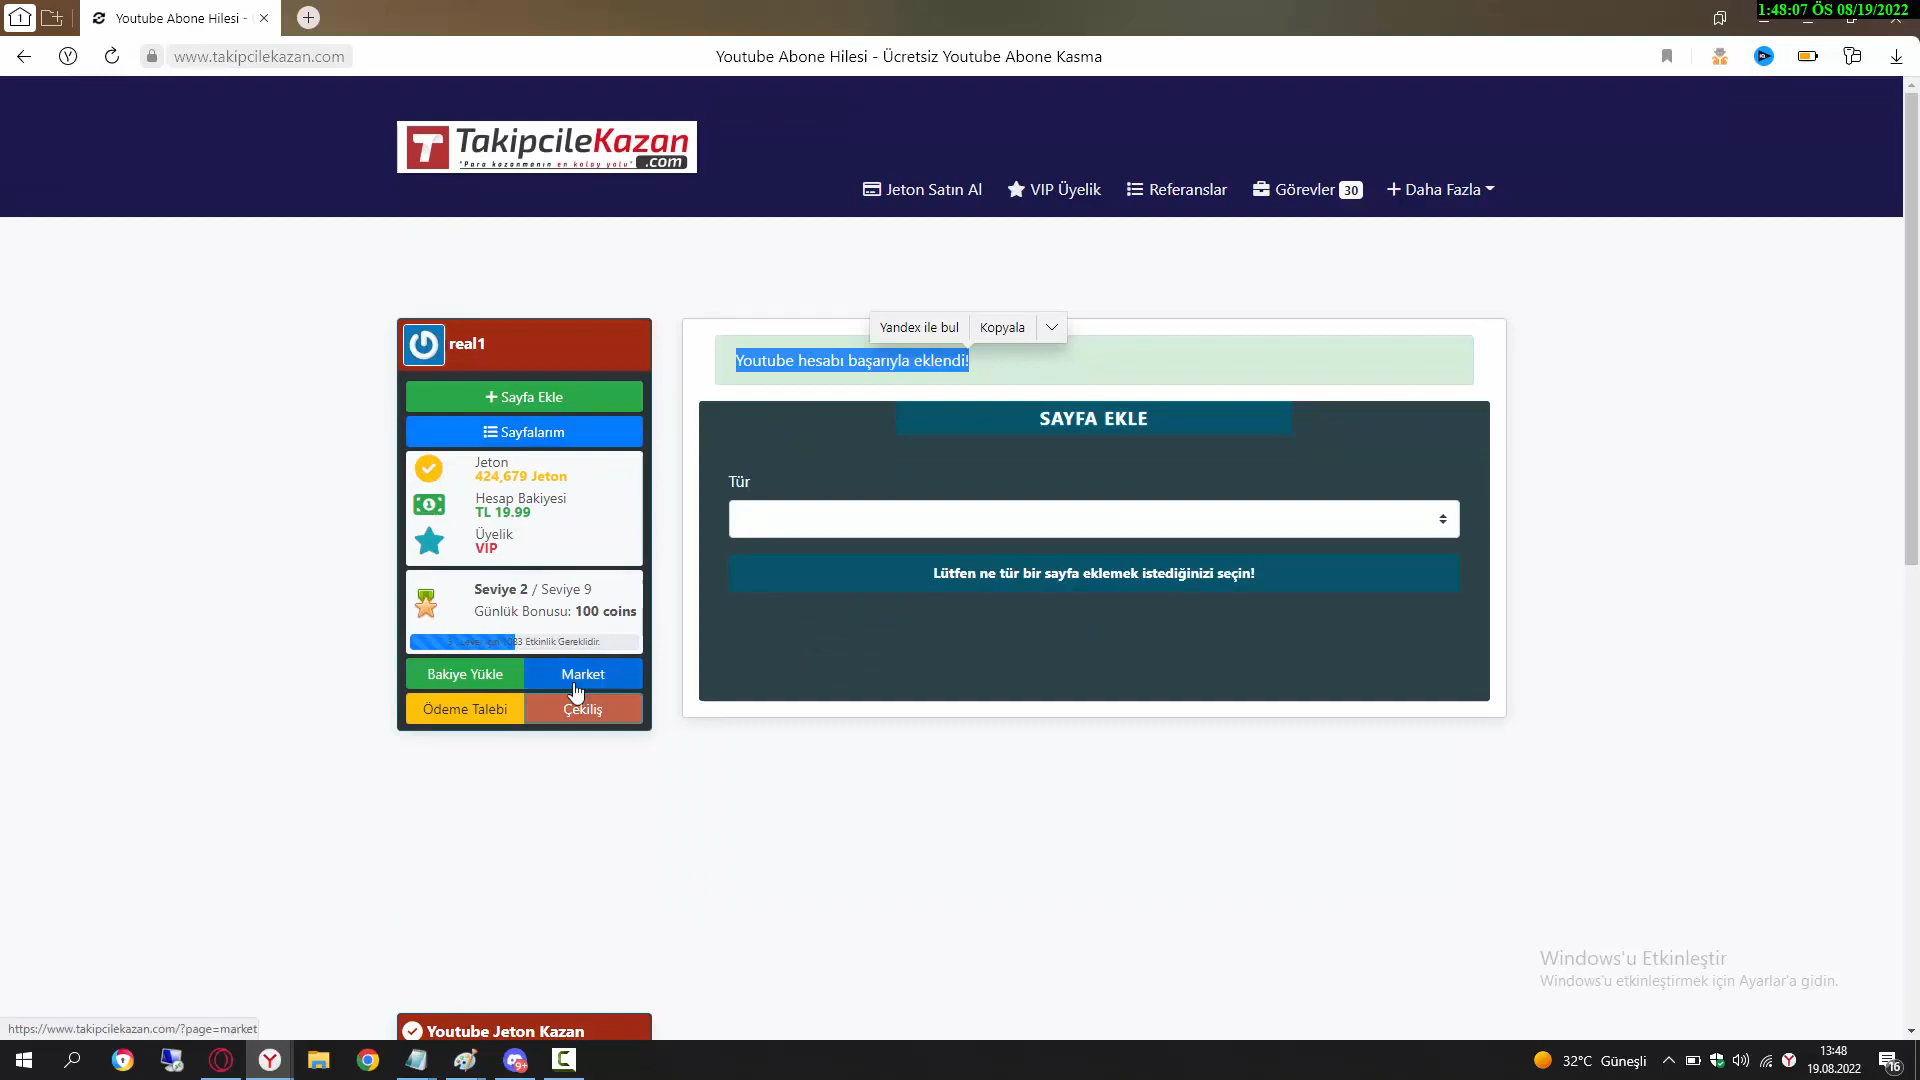 1:48:07 ÖS 08/19/2022
1
Youtube Abone Hilesi -
www.takipcilekazan.com
Youtube Abone Hilesi - Ücretsiz Youtube Abone Kasma
T TakipcileKazan
"Para kazanmanın en kolay yolu"
.com
Jeton Satın Al
VIP Üyelik
Referanslar
Görevler 30
Daha Fazla
real1
Sayfa Ekle
Sayfalarım
Jeton
424,679 Jeton
Hesap Bakiyesi
TL 19.99
Üyelik
VIP
Seviye 2 / Seviye 9
Günlük Bonusu: 100 coins
Etkinlik Gereklidir.
Bakiye Yükle
Market
Ödeme Talebi
Çekiliş
Yandex ile bul
Kopyala
Youtube hesabı başarıyla eklendi!
SAYFA EKLE
Tür
Lütfen ne tür bir sayfa eklemek istediğinizi seçin!
Windows'u Etkinleştir
Windows'u etkinleştirmek için Ayarlar'a gidin.
Youtube Jeton Kazan
https://www.takipcilekazan.com/?page=market
9+
32°C Güneşli
13:48
19.08.2022
16